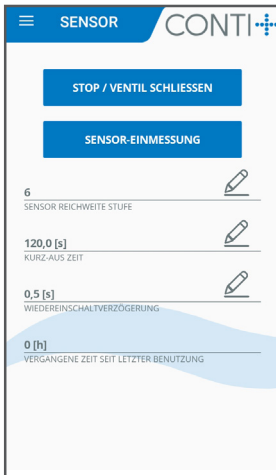 SENSOR
CONTI+
STOP / VENTIL SCHLIESSEN
SENSOR-EINMESSUNG
6
SENSOR REICHWEITE STUFE
120,0 [s]
KURZ-AUS ZEIT
0,5 [s]
WIEDEREINSCHALTVERZÖGERUNG
0 [h]
VERGANGENE ZEIT SEIT LETZTER BENUTZUNG